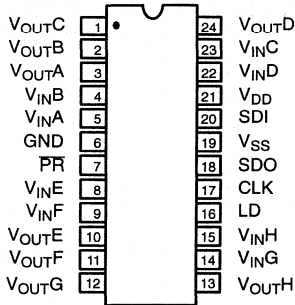 VOUTC 1 24 VOUTD
VOUTB 2 23 VINC
VOUTA 3 22 VIND
VINB 4 21 VDD
VINA 5 20 SDI
GND 6 19 VSS
PR 7 18 SDO
VINE 8 17 CLK
VINF 9 16 LD
VOUTE 10 15 VINH
VOUTF 11 14 VING
VOUTG 12 13 VOUTH